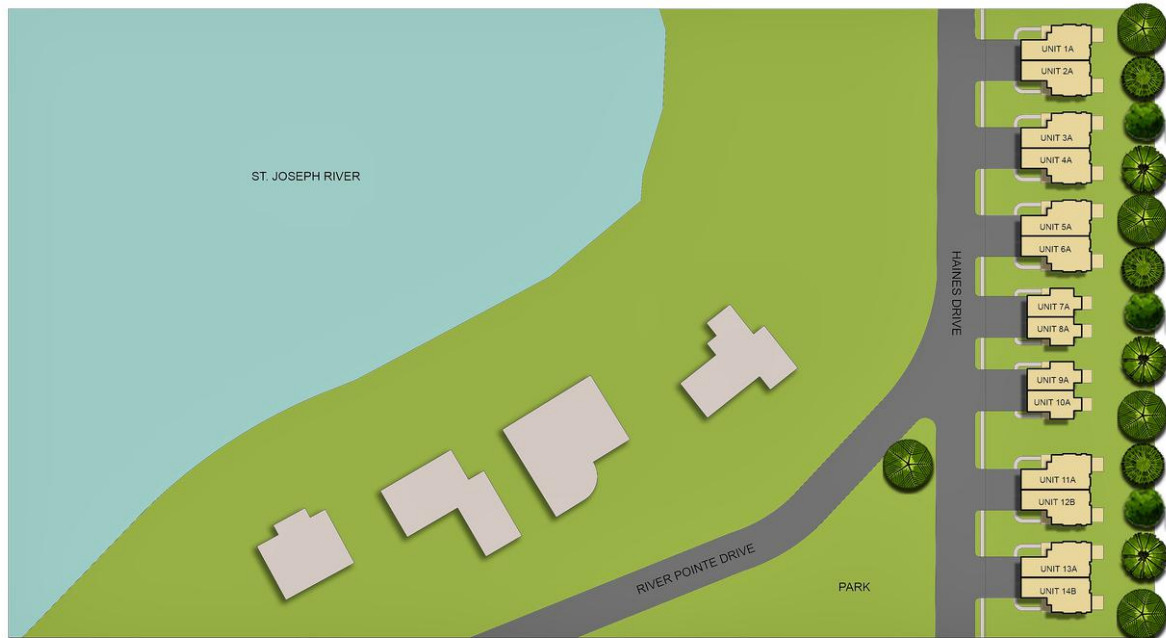 UNIT 1A
UNIT 2A
UNIT 3A
UNIT 4A
ST. JOSEPH RIVER
UNIT 5A
UNIT 6A
HAINES DRIVE
UNIT 7A
UNIT 8A
UNIT 9A
UNIT 10A
UNIT 11A
UNIT 12B
RIVER POINTE DRIVE
PARK
UNIT 13A
UNIT 14B